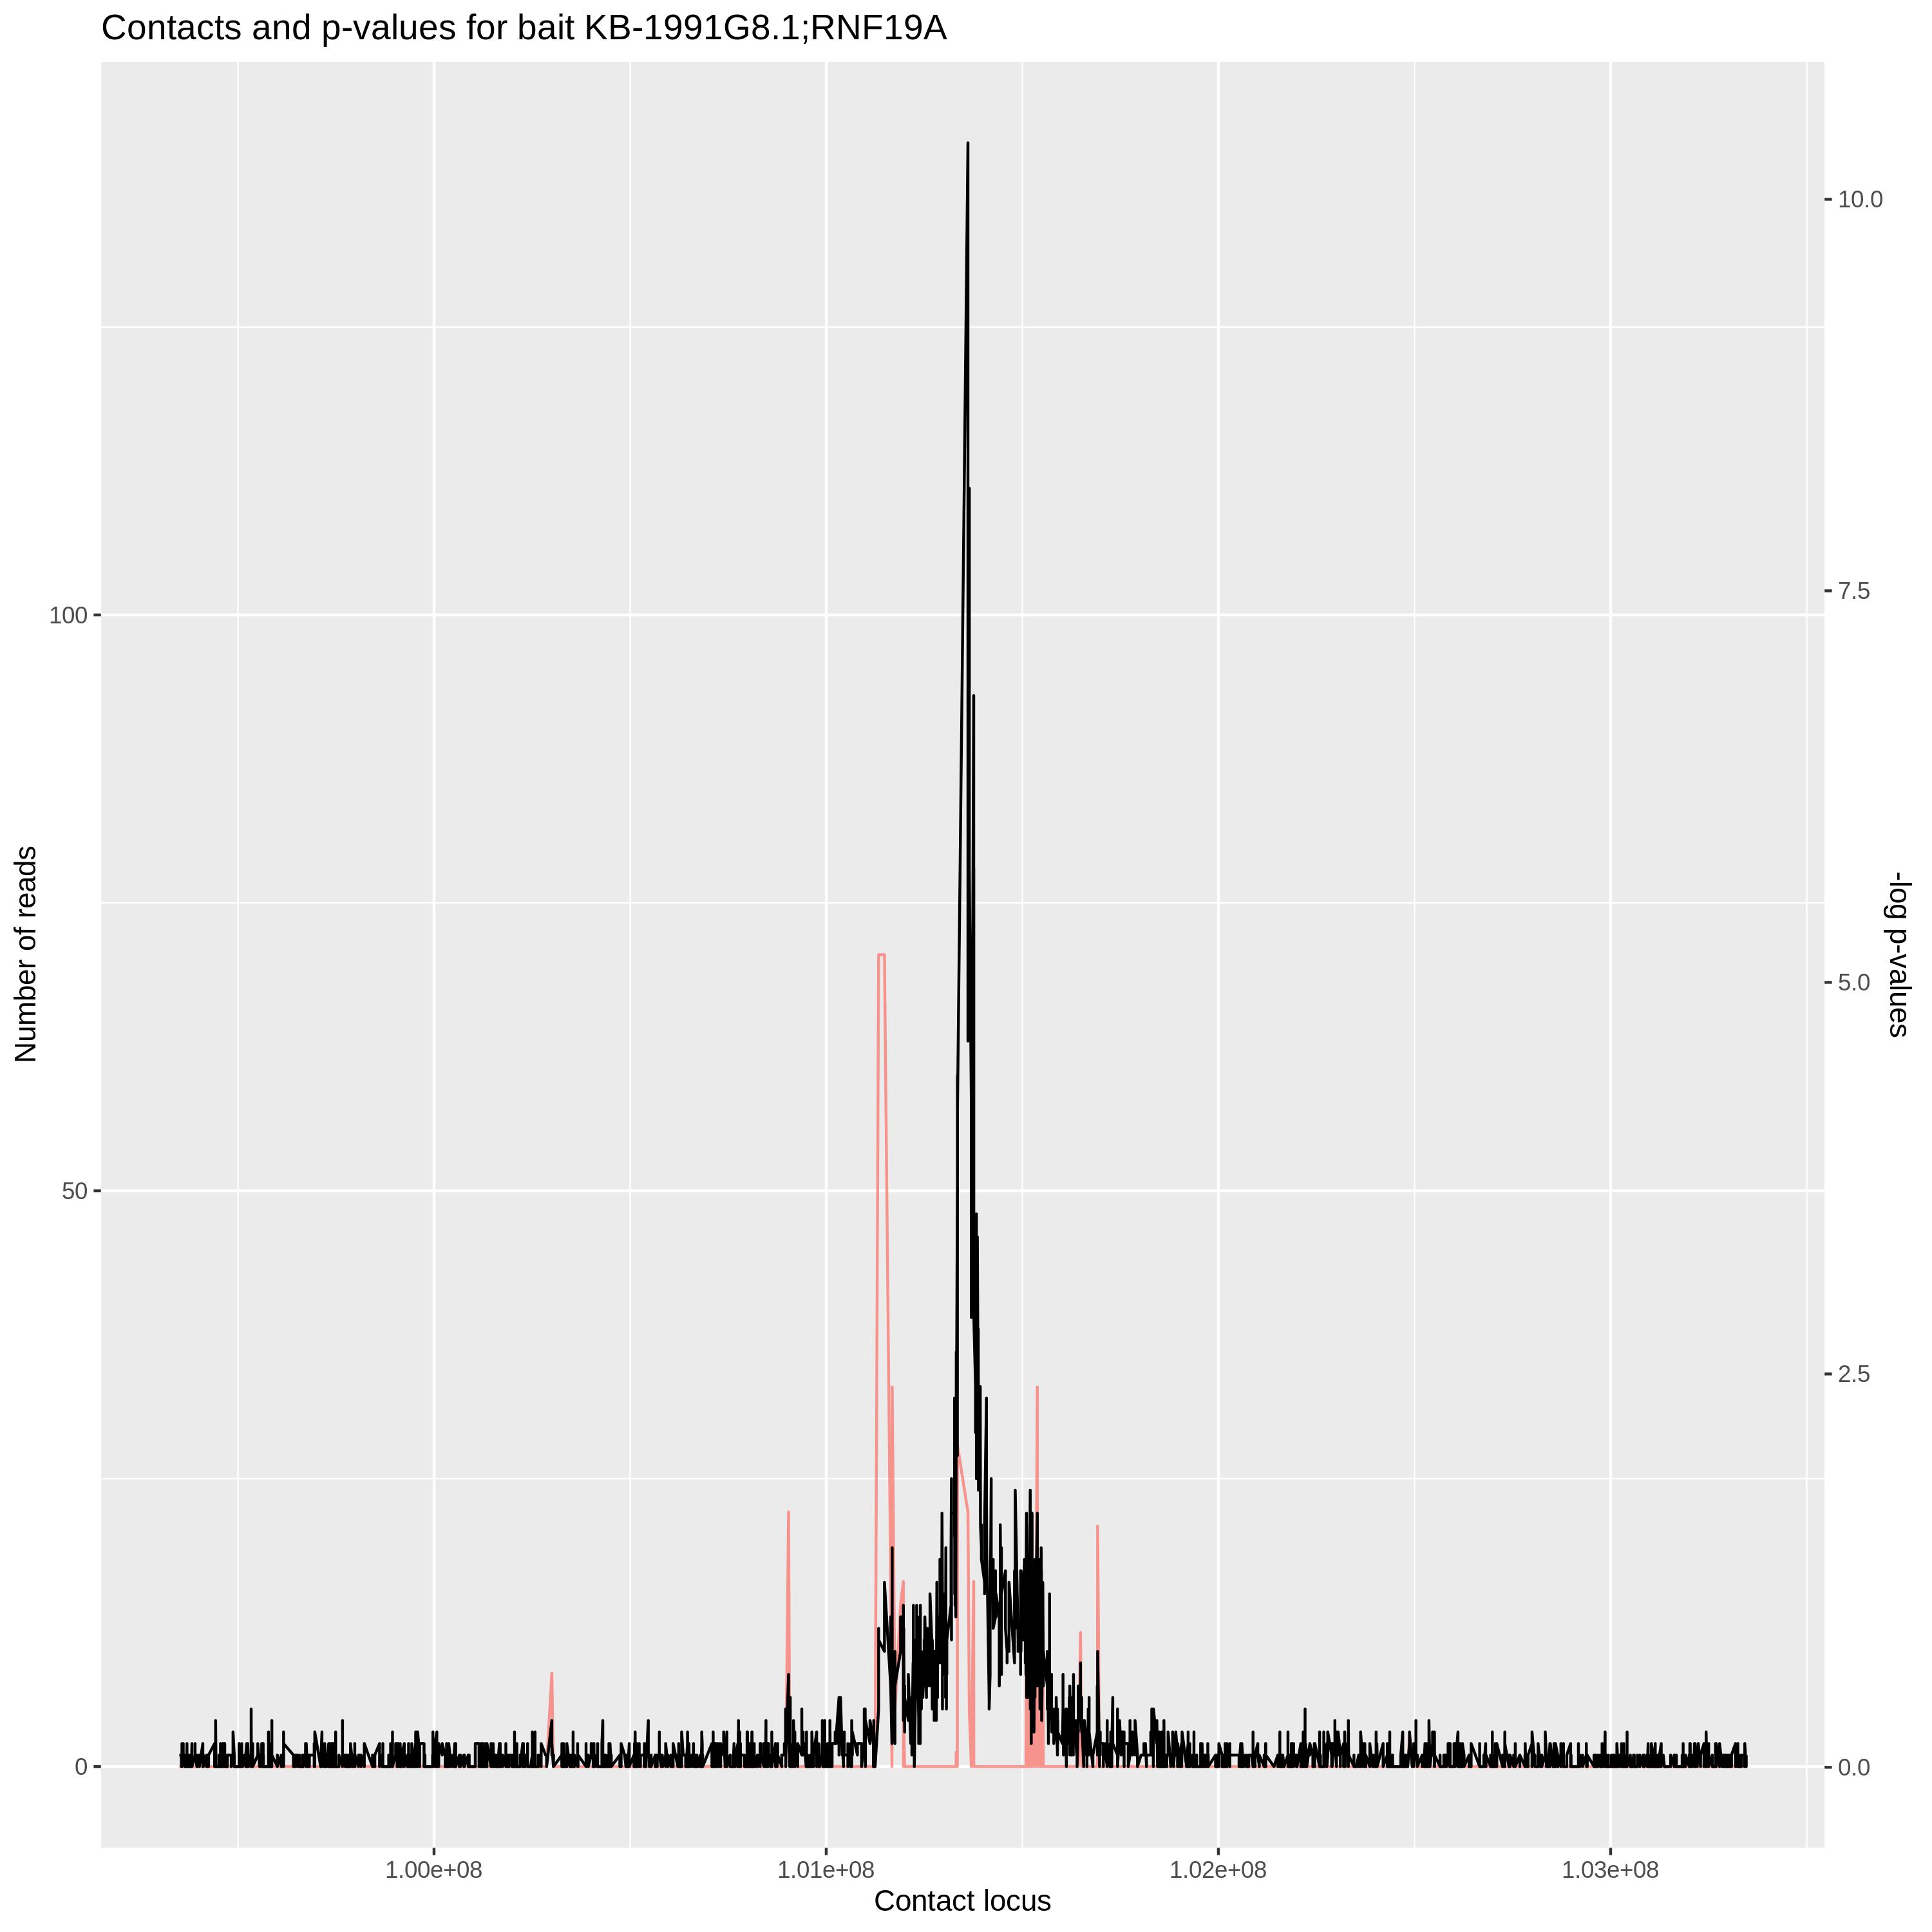 Contacts and p-values for bait KB-1991G8.1;RNF19A
Number of reads
100
50
0
10.0
7.5
5.0
2.5
0.0
-log p-values
1.00e+08
1.01e+08
1.02e+08
1.03e+08
Contact locus